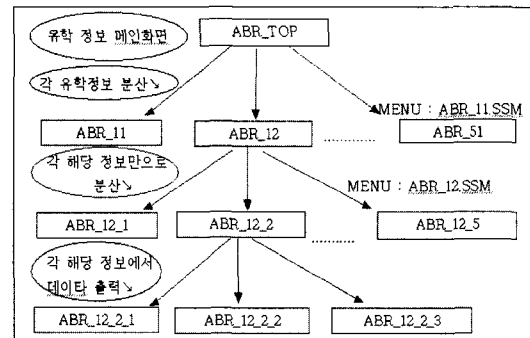 유학 정보 메인화면
ABR_TOP
각 유학정보 분산↘
MENU : ABR_11.SSM
ABR_11
ABR_12
ABR_51
각 해당 정보만으로
분산↘
MENU : ABR_12.SSM
ABR_12_1
ABR_12_2
ABR_12_5
각 해당 정보에서
데이타 출력↘
ABR_12_2_1
ABR_12_2_2
ABR_12_2_3